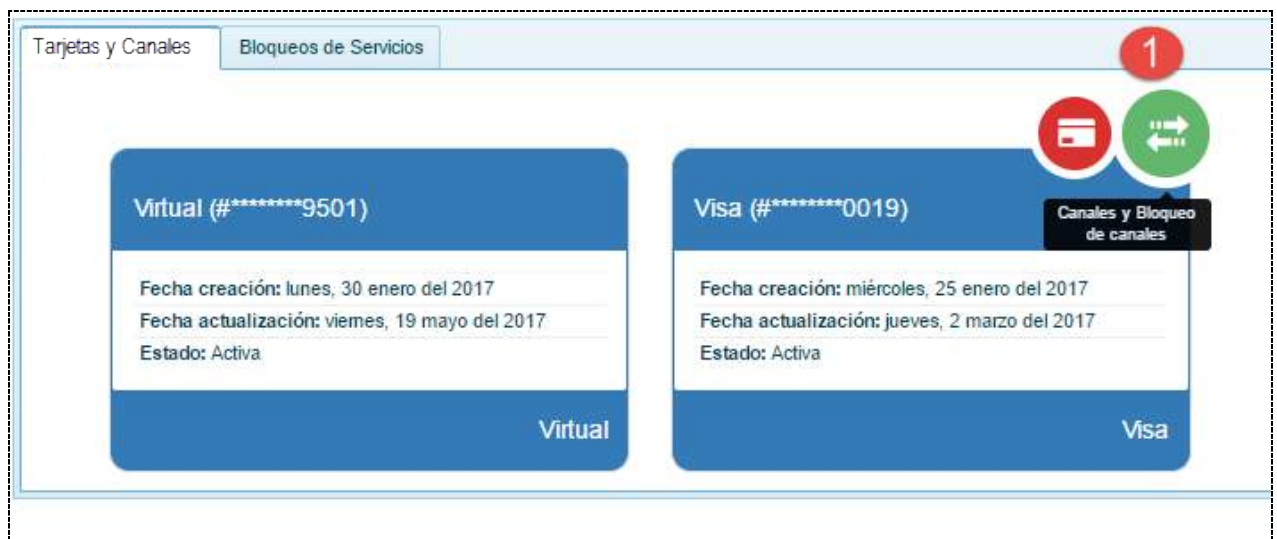 Tarjetas y Canales
Bloqueos de Servicios
1
Virtual (#********9501)
Visa (#********0019)
Canales y Bloqueo
de canales
Fecha creación: lunes, 30 enero del 2017
Fecha actualización: viernes, 19 mayo del 2017
Estado: Activa
Fecha creación: miércoles, 25 enero del 2017
Fecha actualización: jueves, 2 marzo del 2017
Estado: Activa
Virtual
Visa